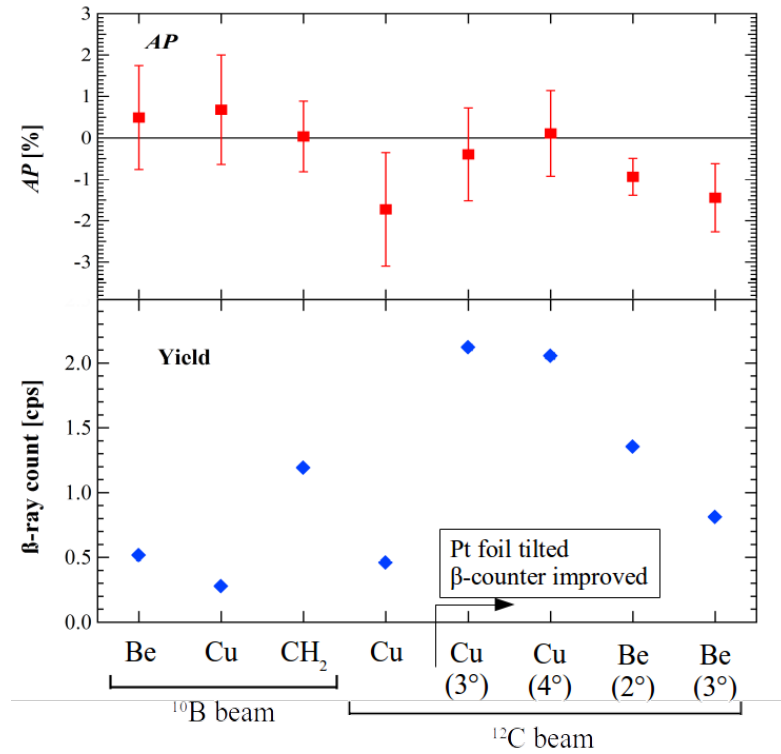 3
2
1
0
-1
-2
-3
AP [%]
AP
2.0
1.5
1.0
0.5
0.0
ß-ray count [cps]
Yield
Pt foil tilted
β-counter improved
Be Cu CH₂ Cu Cu Cu Be Be
(3°) (4°) (2°) (3°)
¹⁰B beam
¹²C beam